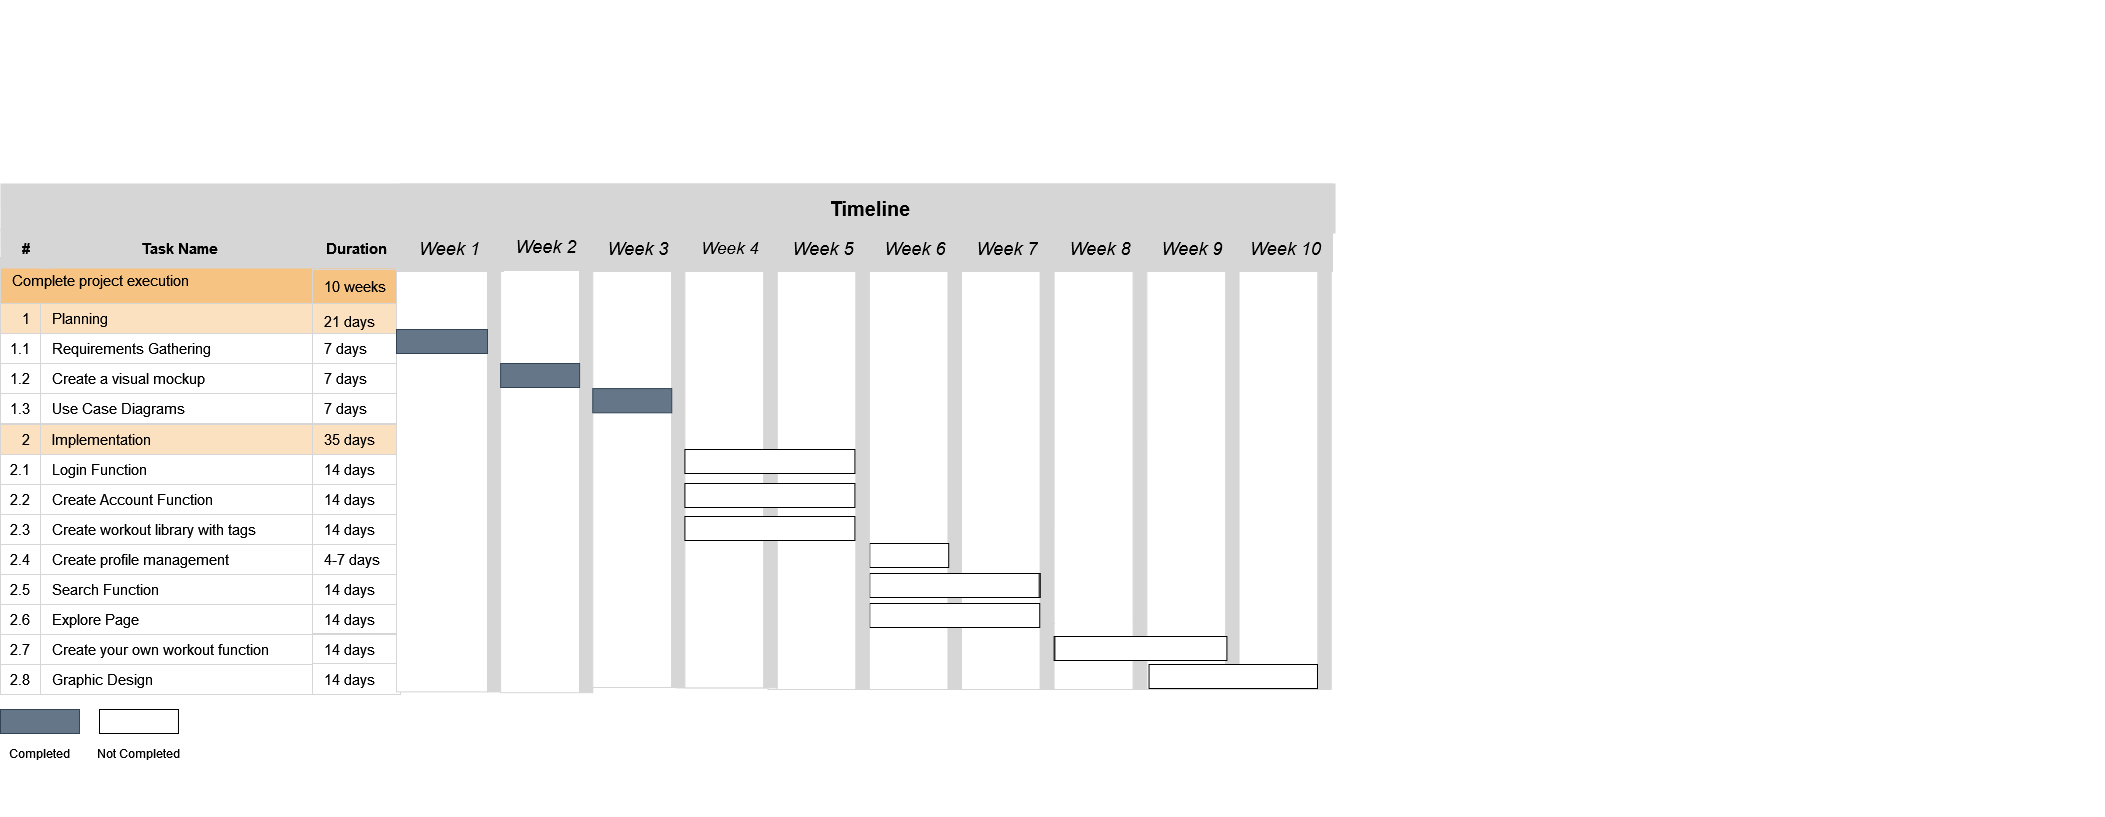 Timeline
# Task Name Duration Week 1 Week 2 Week 3 Week 4 Week 5 Week 6 Week 7 Week 8 Week 9 Week 10
Complete project execution 10 weeks
1 Planning 21 days
1.1 Requirements Gathering 7 days
1.2 Create a visual mockup 7 days
1.3 Use Case Diagrams 7 days
2 Implementation 35 days
2.1 Login Function 14 days
2.2 Create Account Function 14 days
2.3 Create workout library with tags 14 days
2.4 Create profile management 4-7 days
2.5 Search Function 14 days
2.6 Explore Page 14 days
2.7 Create your own workout function 14 days
2.8 Graphic Design 14 days
Completed Not Completed